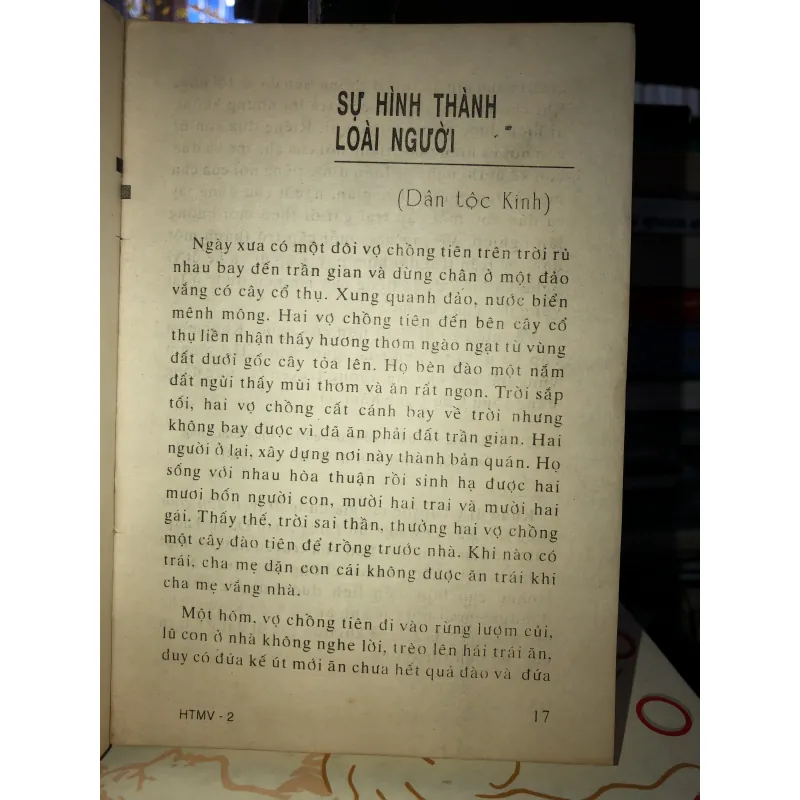 SỰ HÌNH THÀNH
LOÀI NGƯỜI
(Dân tộc Kinh)
Ngày xưa có một đôi vợ chồng tiên trên trời rủ
nhau bay đến trần gian và dừng chân ở một đảo
vắng có cây cổ thụ. Xung quanh đảo, nước biển
mênh mông. Hai vợ chồng tiên đến bên cây cổ
thụ liền nhận thấy hương thơm ngào ngạt từ vùng
đất dưới gốc cây tỏa lên. Họ bèn đào một nắm
đất ngửi thấy mùi thơm và ăn rất ngon. Trời sắp
tối, hai vợ chồng cất cánh bay về trời nhưng
không bay được vì đã ăn phải đất trần gian. Hai
người ở lại, xây dựng nơi này thành bản quán. Họ
sống với nhau hòa thuận rồi sinh hạ được hai
mươi bốn người con, mười hai trai và mười hai
gái. Thấy thế, trời sai thần, thưởng hai vợ chồng
một cây đào tiên để trồng trước nhà. Khi nào có
trái, cha mẹ dặn con cái không được ăn trái khi
cha mẹ vắng nhà.
Một hôm, vợ chồng tiên đi vào rừng lượm củi,
lũ con ở nhà không nghe lời, trèo lên hái trái ăn,
duy có đứa kế út mới ăn chưa hết quả đào và đứa
HTMV - 2
17